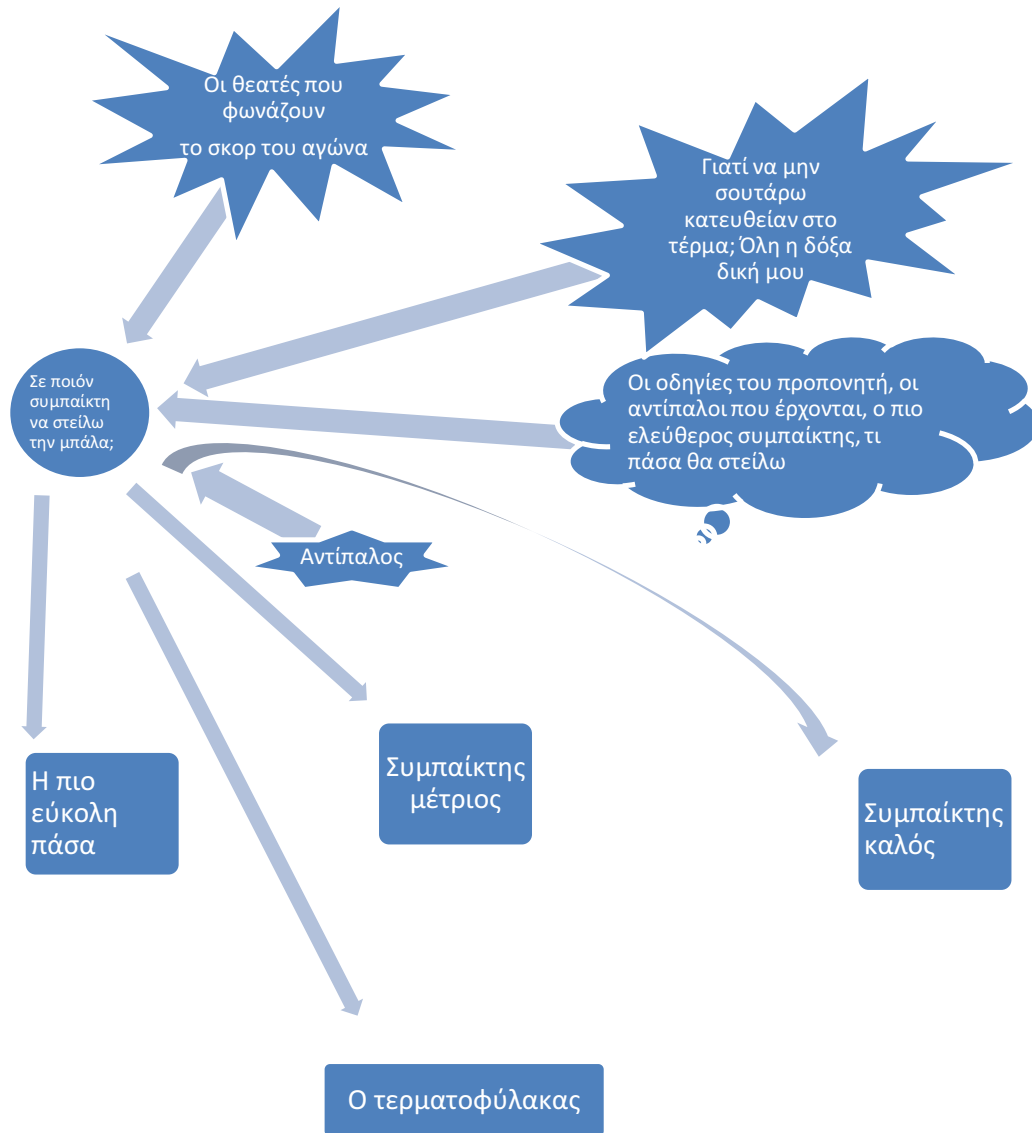 Οι θεατές που
φωνάζουν
το σκορ του αγώνα
Γιατί να μην
σουτάρω
κατευθείαν στο
τέρμα; Όλη η δόξα
δική μου
Σε ποιόν
συμπαίκτη
να στείλω
την μπάλα;
Οι οδηγίες του προπονητή, οι
αντίπαλοι που έρχονται, ο πιο
ελεύθερος συμπαίκτης, τι
πάσα θα στείλω
Αντίπαλος
Η πιο
εύκολη
πάσα
Συμπαίκτης
μέτριος
Συμπαίκτης
καλός
Ο τερματοφύλακας